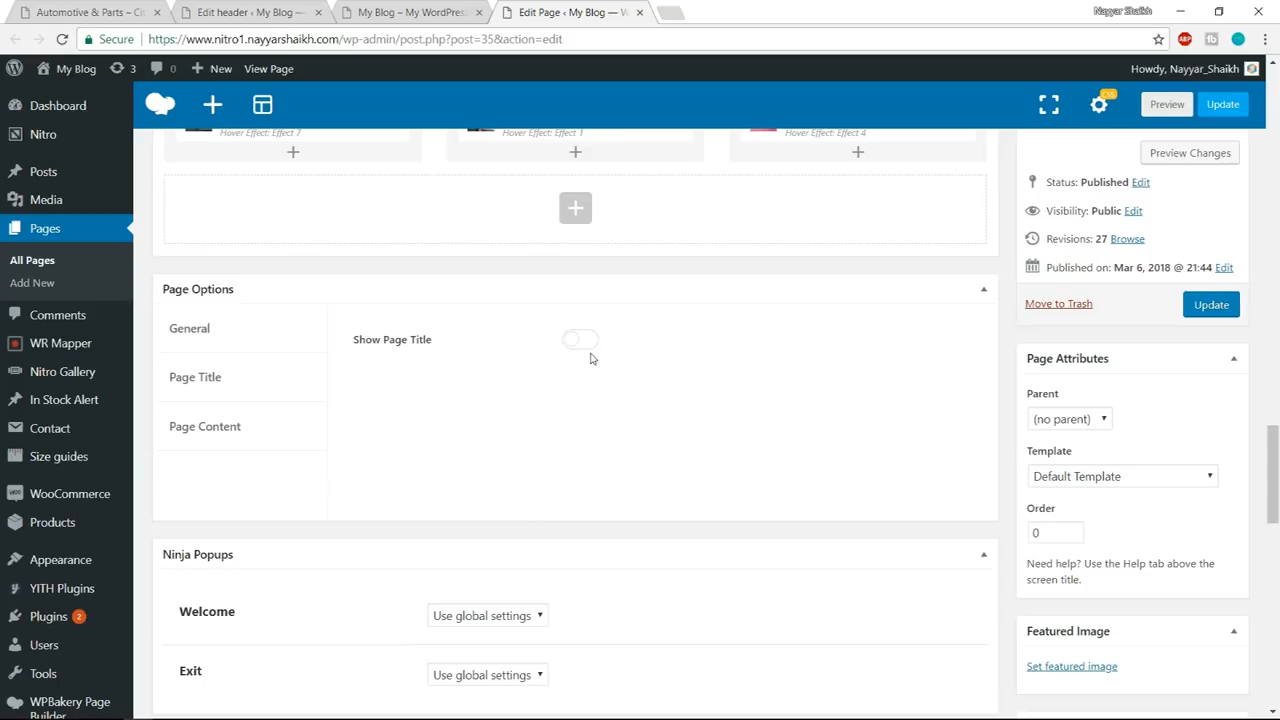 Automotive & Parts – Cit
Edit header ‹ My Blog —
My Blog – My WordPres
Edit Page ‹ My Blog — W
Nayyar Shaikh
Secure
https://www.nitro1.nayyarshaikh.com/wp-admin/post.php?post=35&action=edit
My Blog
3
0
New
View Page
Howdy, Nayyar_Shaikh
Dashboard
Nitro
Posts
Media
Pages
All Pages
Add New
Comments
WR Mapper
Nitro Gallery
In Stock Alert
Contact
Size guides
WooCommerce
Products
Appearance
YITH Plugins
Plugins 2
Users
Tools
WPBakery Page
Builder
CSS
Preview
Update
Hover Effect: Effect 7
Hover Effect: Effect 1
Hover Effect: Effect 4
Page Options
General
Page Title
Page Content
Show Page Title
Ninja Popups
Welcome
Use global settings
Exit
Use global settings
Preview Changes
Status: Published Edit
Visibility: Public Edit
Revisions: 27 Browse
Published on: Mar 6, 2018 @ 21:44 Edit
Move to Trash
Update
Page Attributes
Parent
(no parent)
Template
Default Template
Order
0
Need help? Use the Help tab above the
screen title.
Featured Image
Set featured image